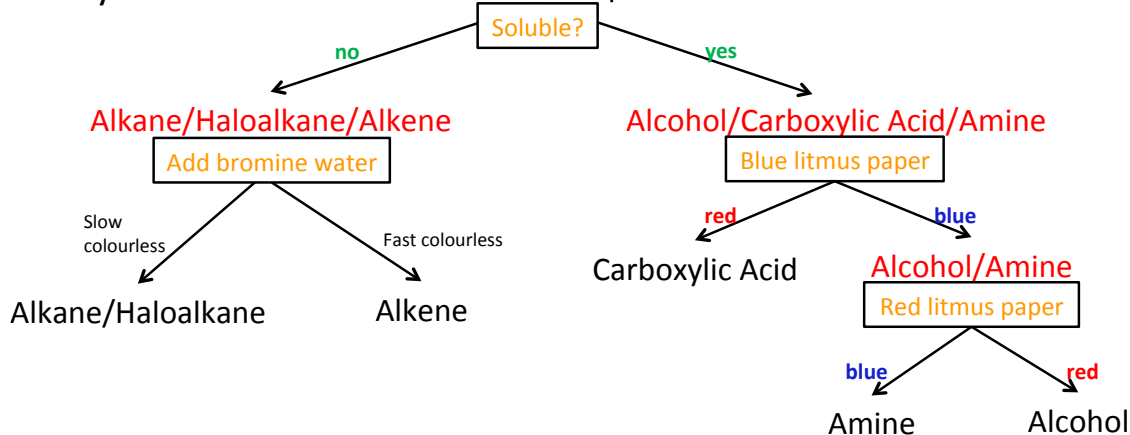 Soluble?
no
yes
Alkane/Haloalkane/Alkene
Alcohol/Carboxylic Acid/Amine
Add bromine water
Blue litmus paper
Slow
colourless
Fast colourless
red
blue
Carboxylic Acid
Alcohol/Amine
Alkane/Haloalkane
Alkene
Red litmus paper
blue
red
Amine
Alcohol